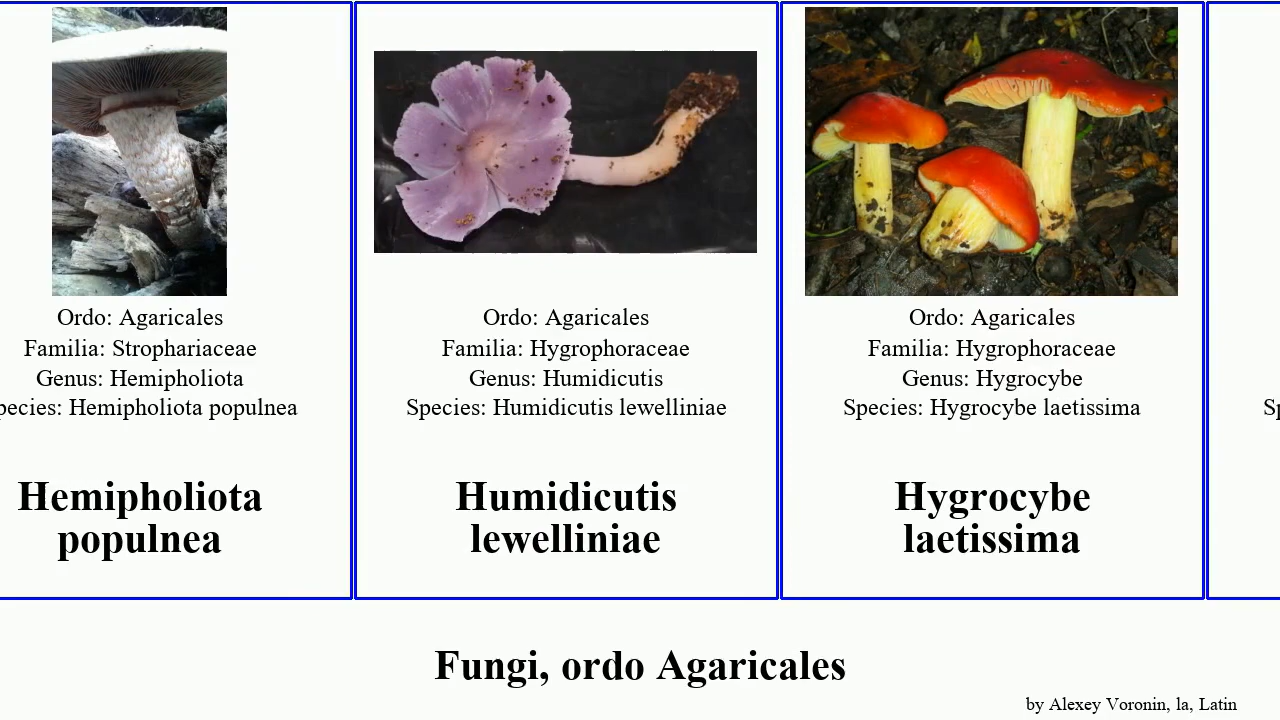 Ordo: Agaricales
Familia: Strophariaceae
Genus: Hemipholiota
pecies: Hemipholiota populnea
Hemipholiota
populnea
Ordo: Agaricales
Familia: Hygrophoraceae
Genus: Humidicutis
Species: Humidicutis lewelliniae
Humidicutis
lewelliniae
Ordo: Agaricales
Familia: Hygrophoraceae
Genus: Hygrocybe
Species: Hygrocybe laetissima
Hygrocybe
laetissima
Sp
Fungi, ordo Agaricales
by Alexey Voronin, la, Latin